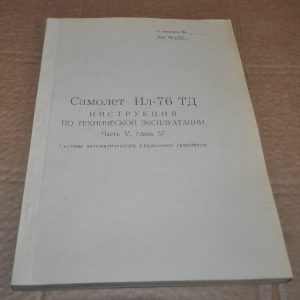 Самолет Ил-76 ТД
ИНСТРУКЦИЯ
ПО ТЕХНИЧЕСКОЙ ЭКСПЛУАТАЦИИ
Часть V, глава 57
Система автоматического управления самолетом